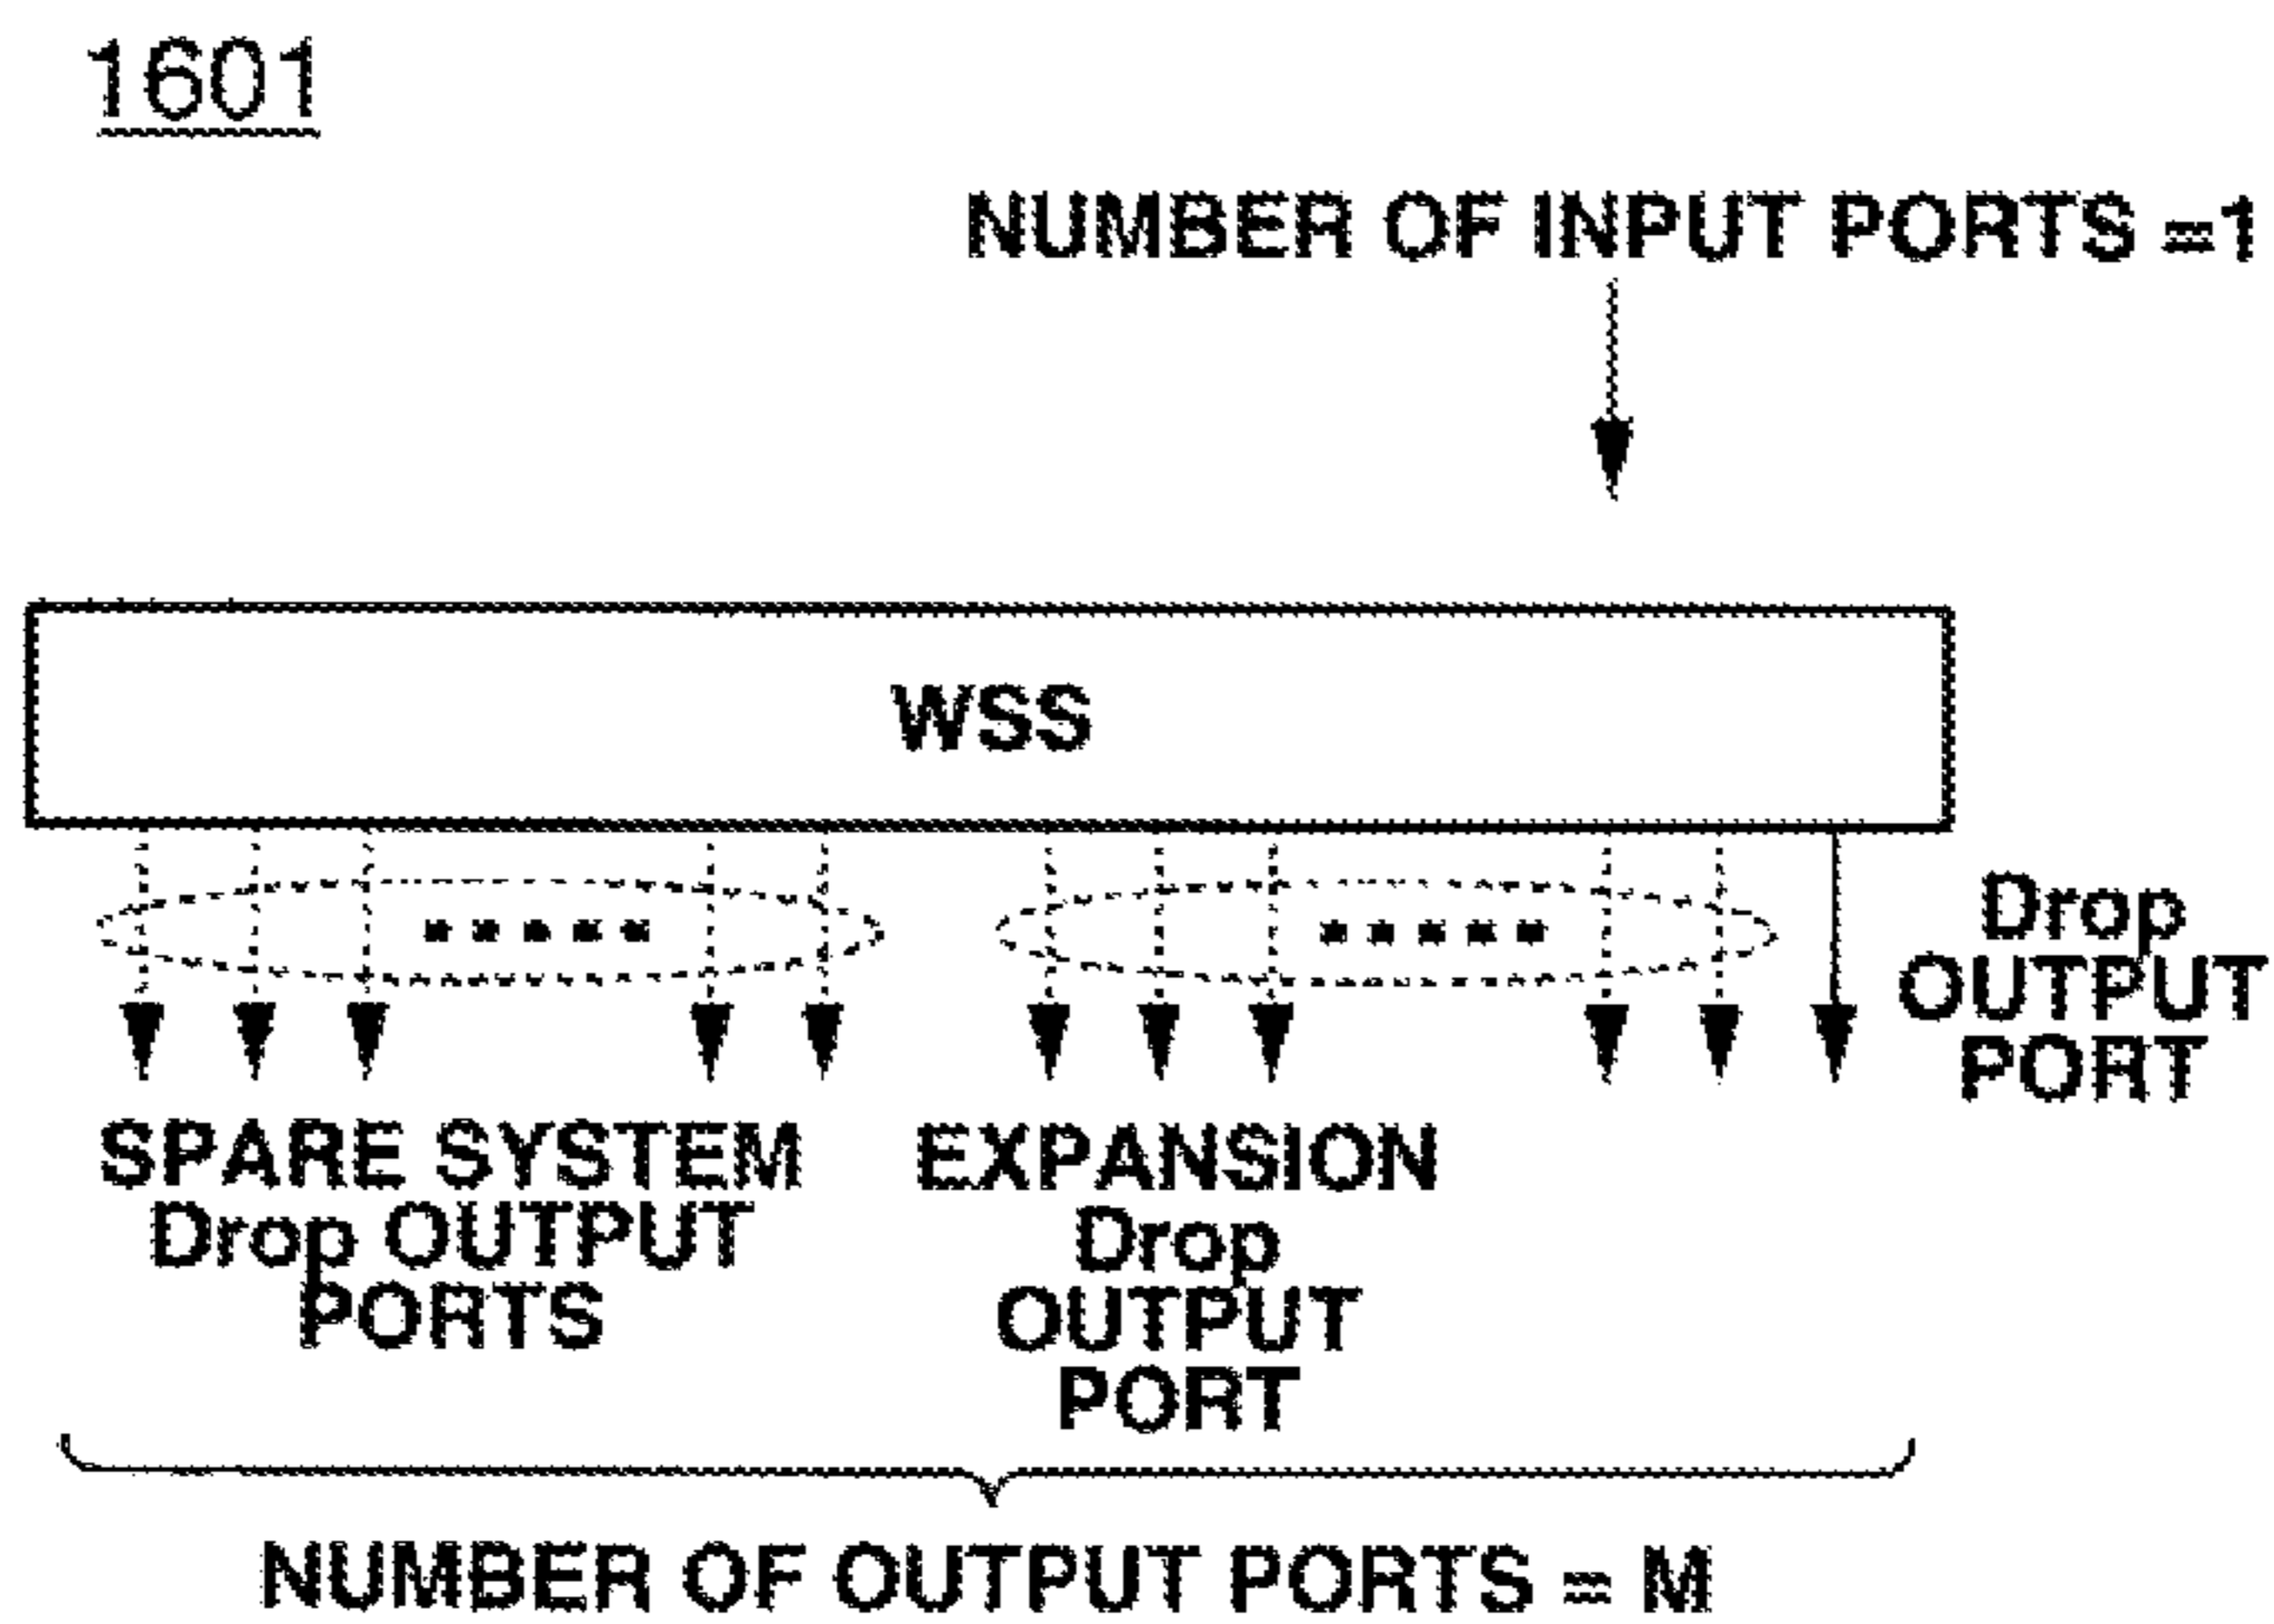 1601
NUMBER OF INPUT PORTS =1
WSS
Drop
OUTPUT
PORT
SPARE SYSTEM
Drop OUTPUT
PORTS
EXPANSION
Drop
OUTPUT
PORT
NUMBER OF OUTPUT PORTS = M